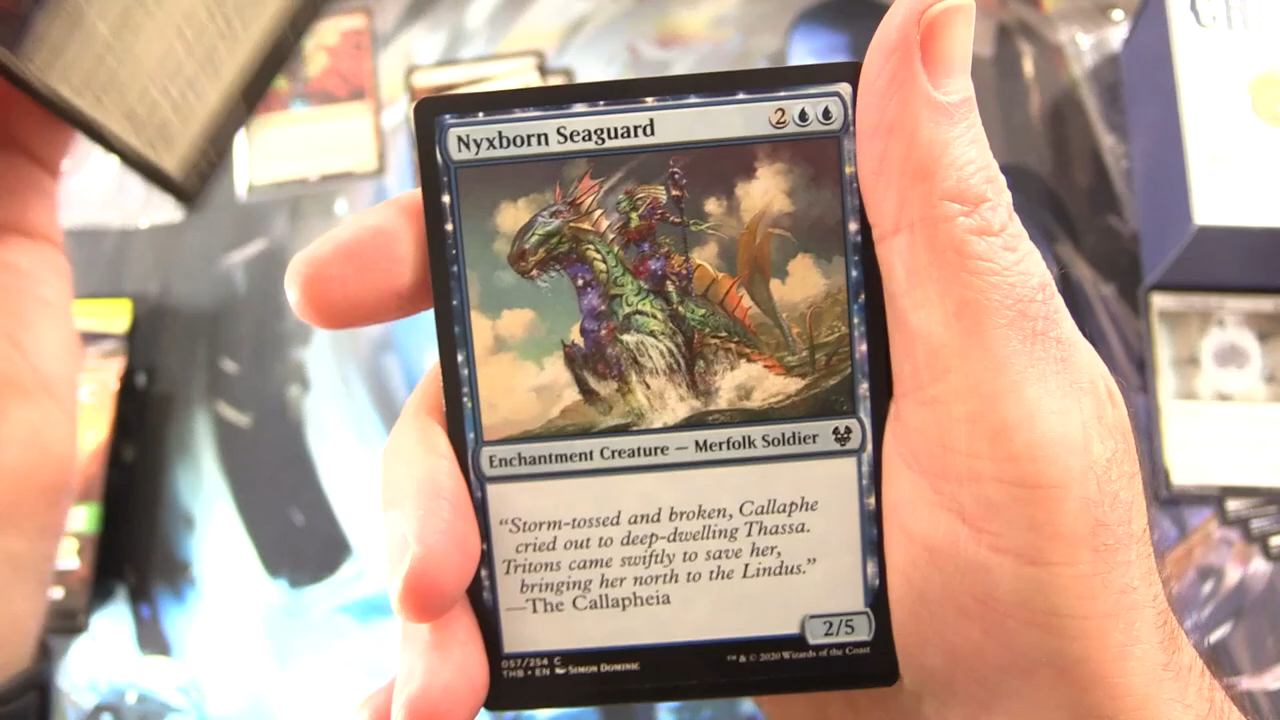 Nyxborn Seaguard 2
Enchantment Creature — Merfolk Soldier
“Storm-tossed and broken, Callaphe
cried out to deep-dwelling Thassa.
Tritons came swiftly to save her,
bringing her north to the Lindus.”
—The Callapheia
2/5
057/254 C
THB • EN Simon Dominic
™ & © 2020 Wizards of the Coast